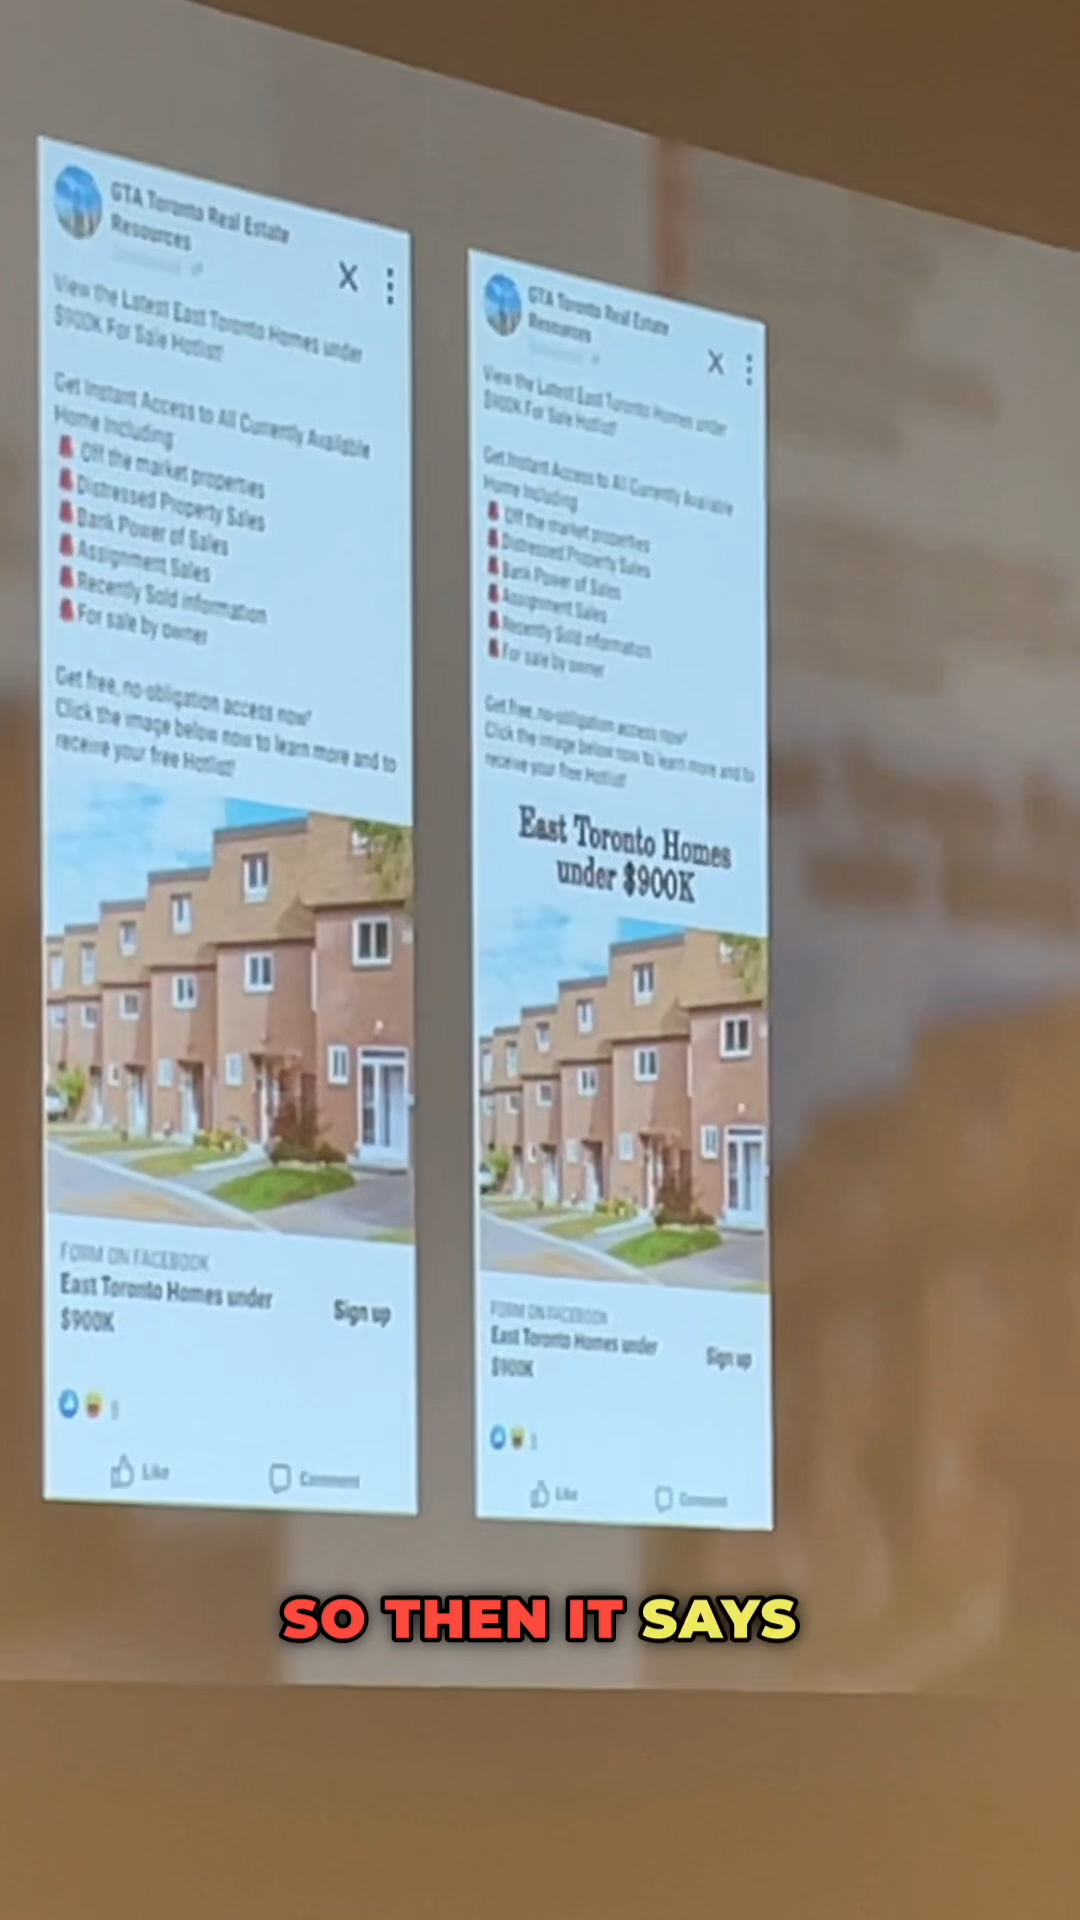 GTA Toronto Real Estate
Resources
View the Latest East Toronto Homes under
$900K For Sale Hotlist!
Get Instant Access to All Currently Available
Home Including
Off the market properties
Distressed Property Sales
Bank Power of Sales
Assignment Sales
Recently Sold information
For sale by owner
Get free, no-obligation access now!
Click the image below now to learn more and to
receive your free Hotlist!
FORM ON FACEBOOK
East Toronto Homes under
$900K
Sign up
Like
Comment
GTA Toronto Real Estate
Resources
View the Latest East Toronto Homes under
$900K For Sale Hotlist!
Get Instant Access to All Currently Available
Home Including
Off the market properties
Distressed Property Sales
Bank Power of Sales
Assignment Sales
Recently Sold information
For sale by owner
Get free, no-obligation access now!
Click the image below now to learn more and to
receive your free Hotlist!
East Toronto Homes
under $900K
FORM ON FACEBOOK
East Toronto Homes under
$900K
Sign up
Like
Comment
SO THEN IT SAYS